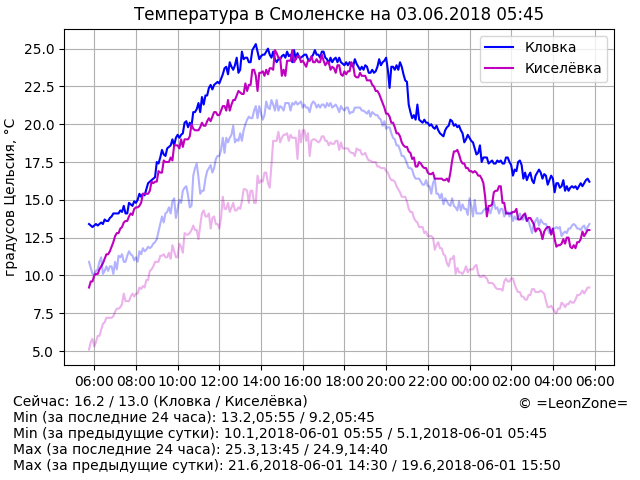 Температура в Смоленске на 03.06.2018 05:45
Кловка
Киселёвка
градусов Цельсия, °C
25.0
22.5
20.0
17.5
15.0
12.5
10.0
7.5
5.0
06:00 08:00 10:00 12:00 14:00 16:00 18:00 20:00 22:00 00:00 02:00 04:00 06:00
Сейчас: 16.2 / 13.0 (Кловка / Киселёвка)
© =LeonZone=
Min (за последние 24 часа): 13.2,05:55 / 9.2,05:45
Min (за предыдущие сутки): 10.1,2018-06-01 05:55 / 5.1,2018-06-01 05:45
Max (за последние 24 часа): 25.3,13:45 / 24.9,14:40
Max (за предыдущие сутки): 21.6,2018-06-01 14:30 / 19.6,2018-06-01 15:50